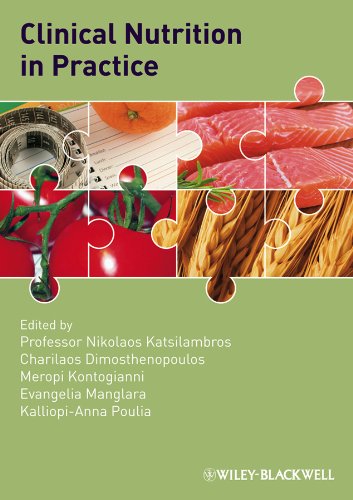 Clinical Nutrition
in Practice
Edited by
Professor Nikolaos Katsilambros
Charilaos Dimosthenopoulos
Meropi Kontogianni
Evangelia Manglara
Kalliopi-Anna Poulia
WILEY-BLACKWELL